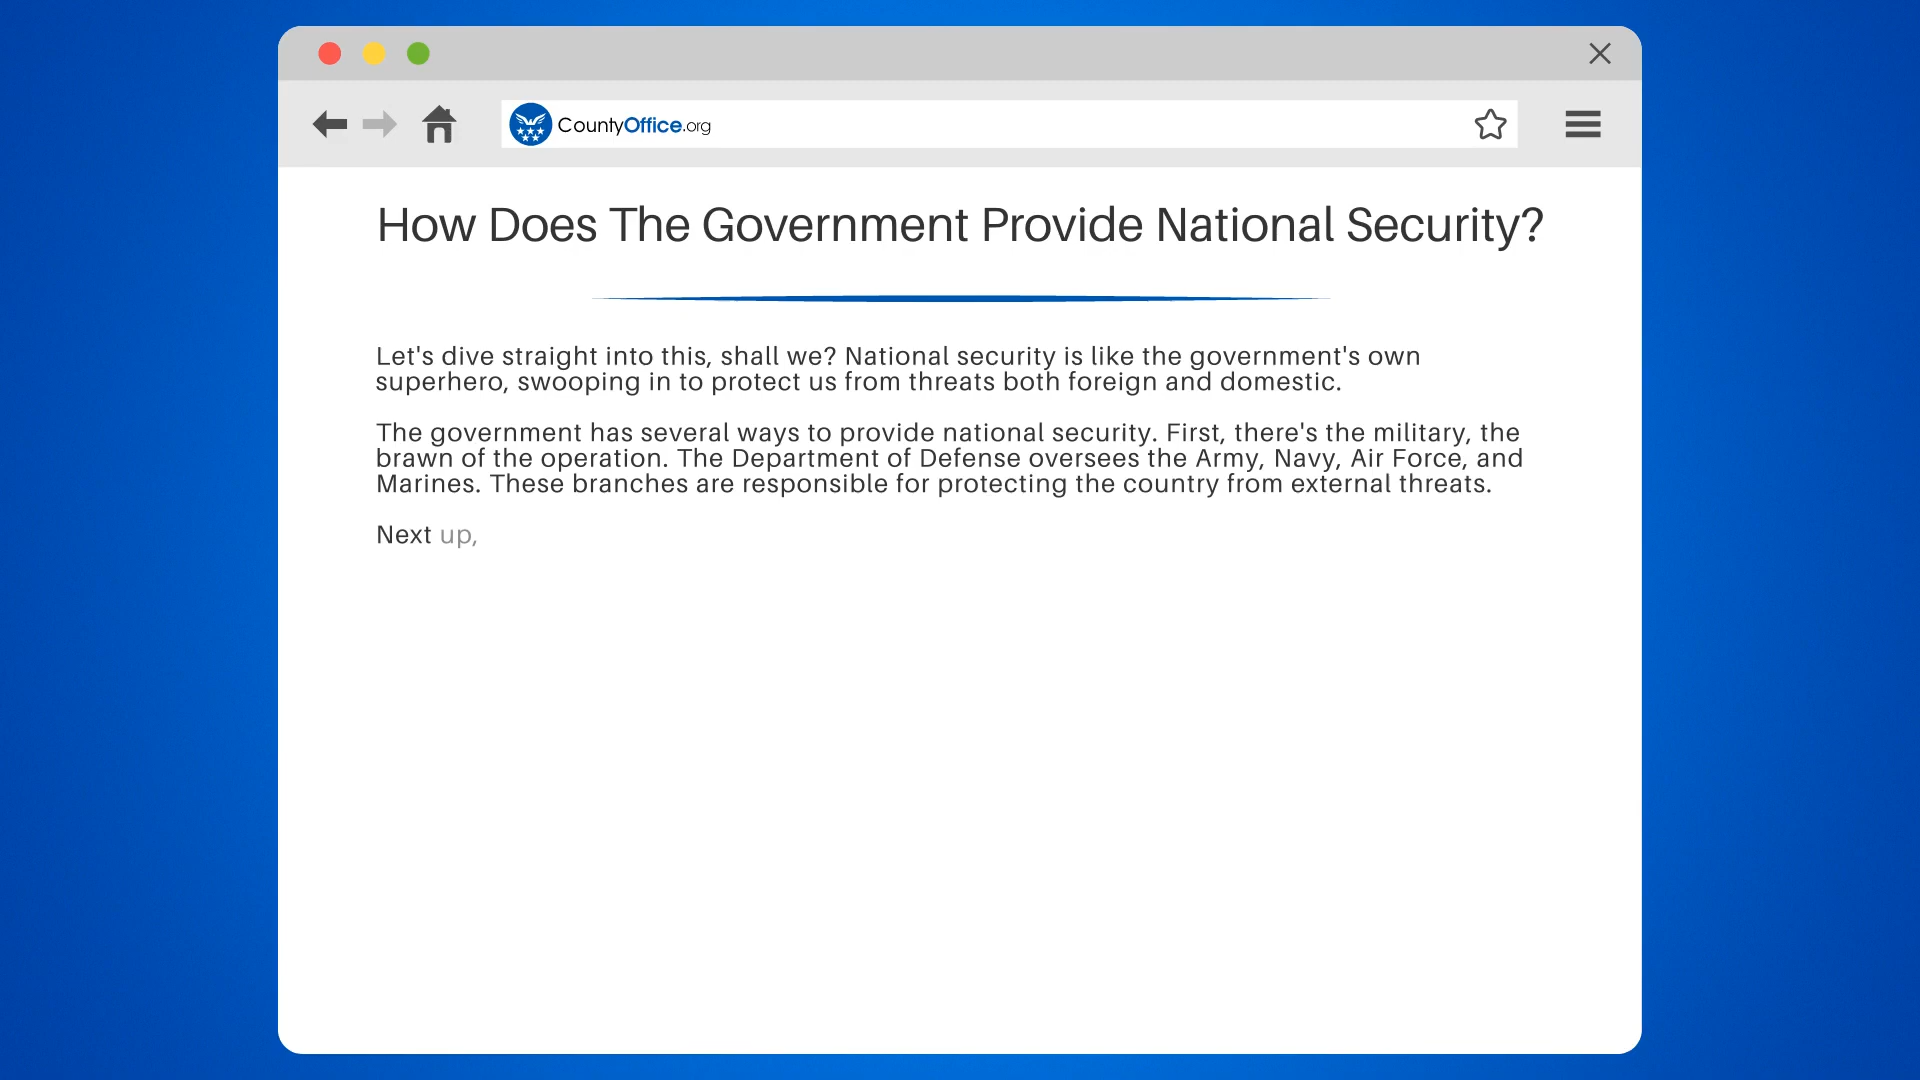 CountyOffice.org
How Does The Government Provide National Security?
Let's dive straight into this, shall we? National security is like the government's own
superhero, swooping in to protect us from threats both foreign and domestic.
The government has several ways to provide national security. First, there's the military, the
brawn of the operation. The Department of Defense oversees the Army, Navy, Air Force, and
Marines. These branches are responsible for protecting the country from external threats.
Next up,